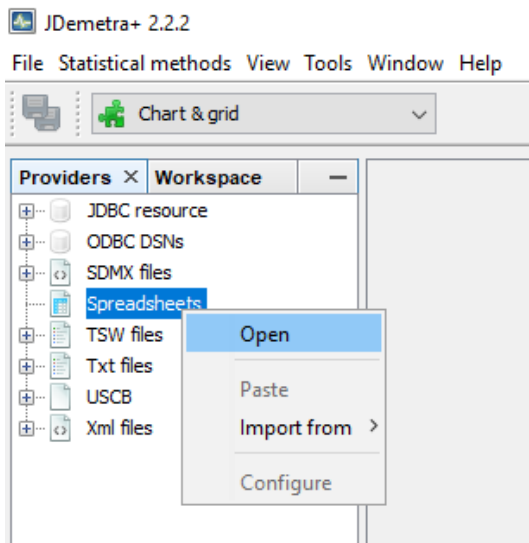 JDemetra+ 2.2.2
File Statistical methods View Tools Window Help
Chart & grid
Providers × Workspace
JDBC resource
ODBC DSNs
SDMX files
Spreadsheets
TSW files
Open
Txt files
Paste
USCB
Import from
Xml files
Configure